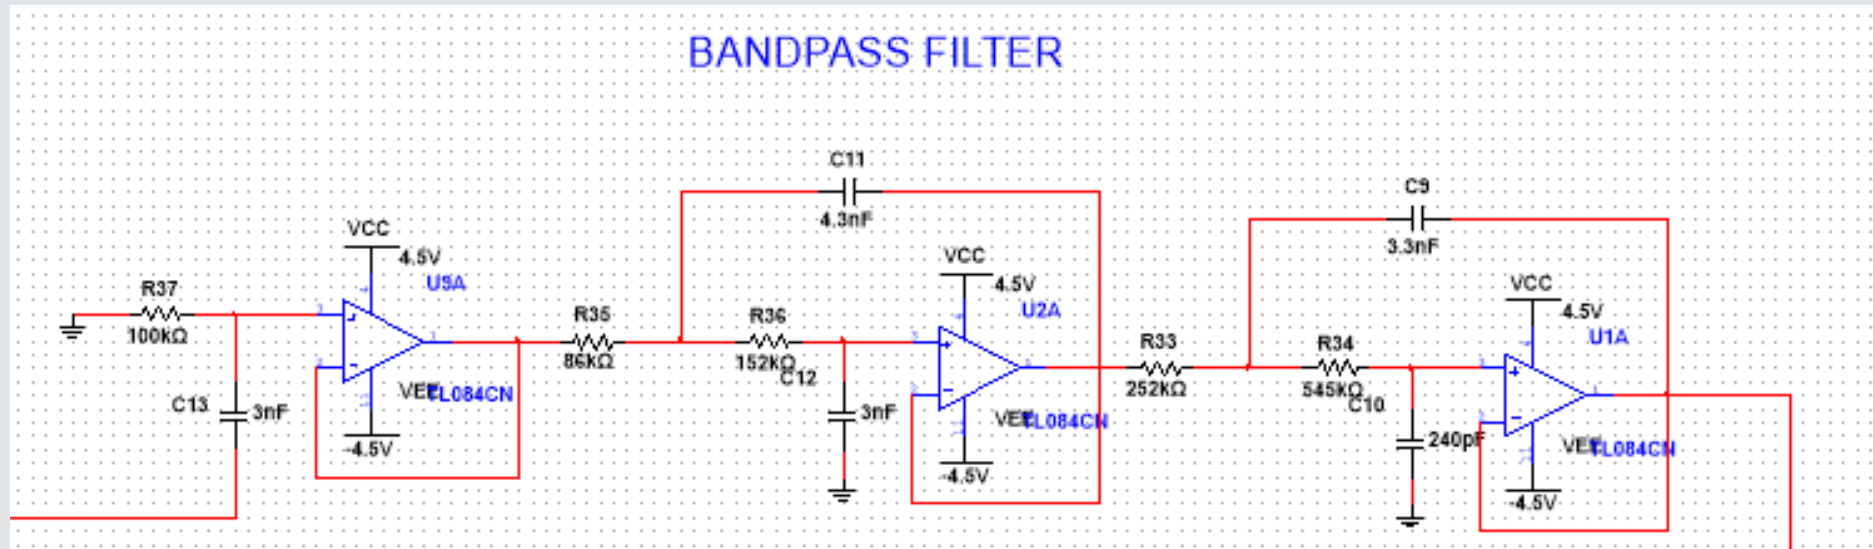 BANDPASS FILTER
C11
4.3nF
C9
3.3nF
VCC
4.5V
U9A
R37
100kΩ
C13
3nF
VEE
TL084CN
-4.5V
R35
86kΩ
R36
152kΩ
C12
3nF
VCC
4.5V
U2A
VEE
TL084CN
-4.5V
R33
252kΩ
R34
545kΩ
C10
240pF
VCC
4.5V
U1A
VEE
TL084CN
-4.5V